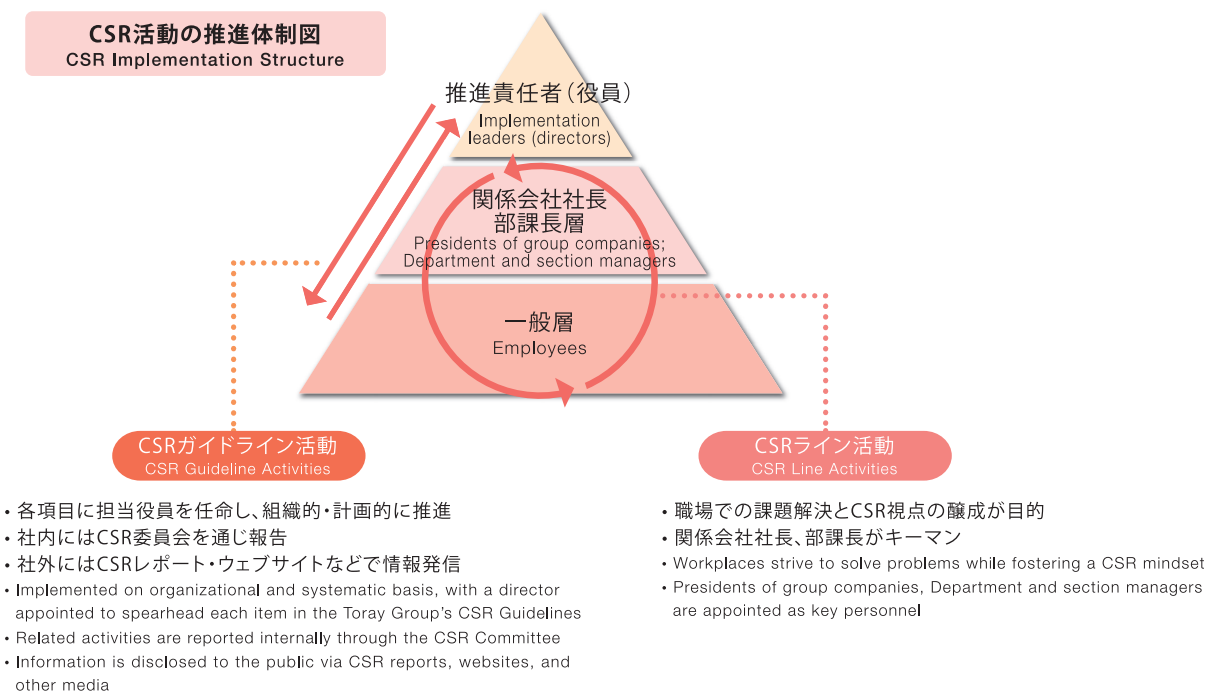 CSR活動の推進体制図
CSR Implementation Structure
推進責任者（役員）
Implementation
leaders (directors)
関係会社社長
部課長層
Presidents of group companies;
Department and section managers
一般層
Employees
CSRガイドライン活動
CSR Guideline Activities
・各項目に担当役員を任命し、組織的・計画的に推進
・社内にはCSR委員会を通じ報告
・社外にはCSRレポート・ウェブサイトなどで情報発信
・Implemented on organizational and systematic basis, with a director
appointed to spearhead each item in the Toray Group's CSR Guidelines
・Related activities are reported internally through the CSR Committee
・Information is disclosed to the public via CSR reports, websites, and
other media
CSRライン活動
CSR Line Activities
・職場での課題解決とCSR視点の醸成が目的
・関係会社社長、部課長がキーマン
・Workplaces strive to solve problems while fostering a CSR mindset
・Presidents of group companies, Department and section managers
are appointed as key personnel